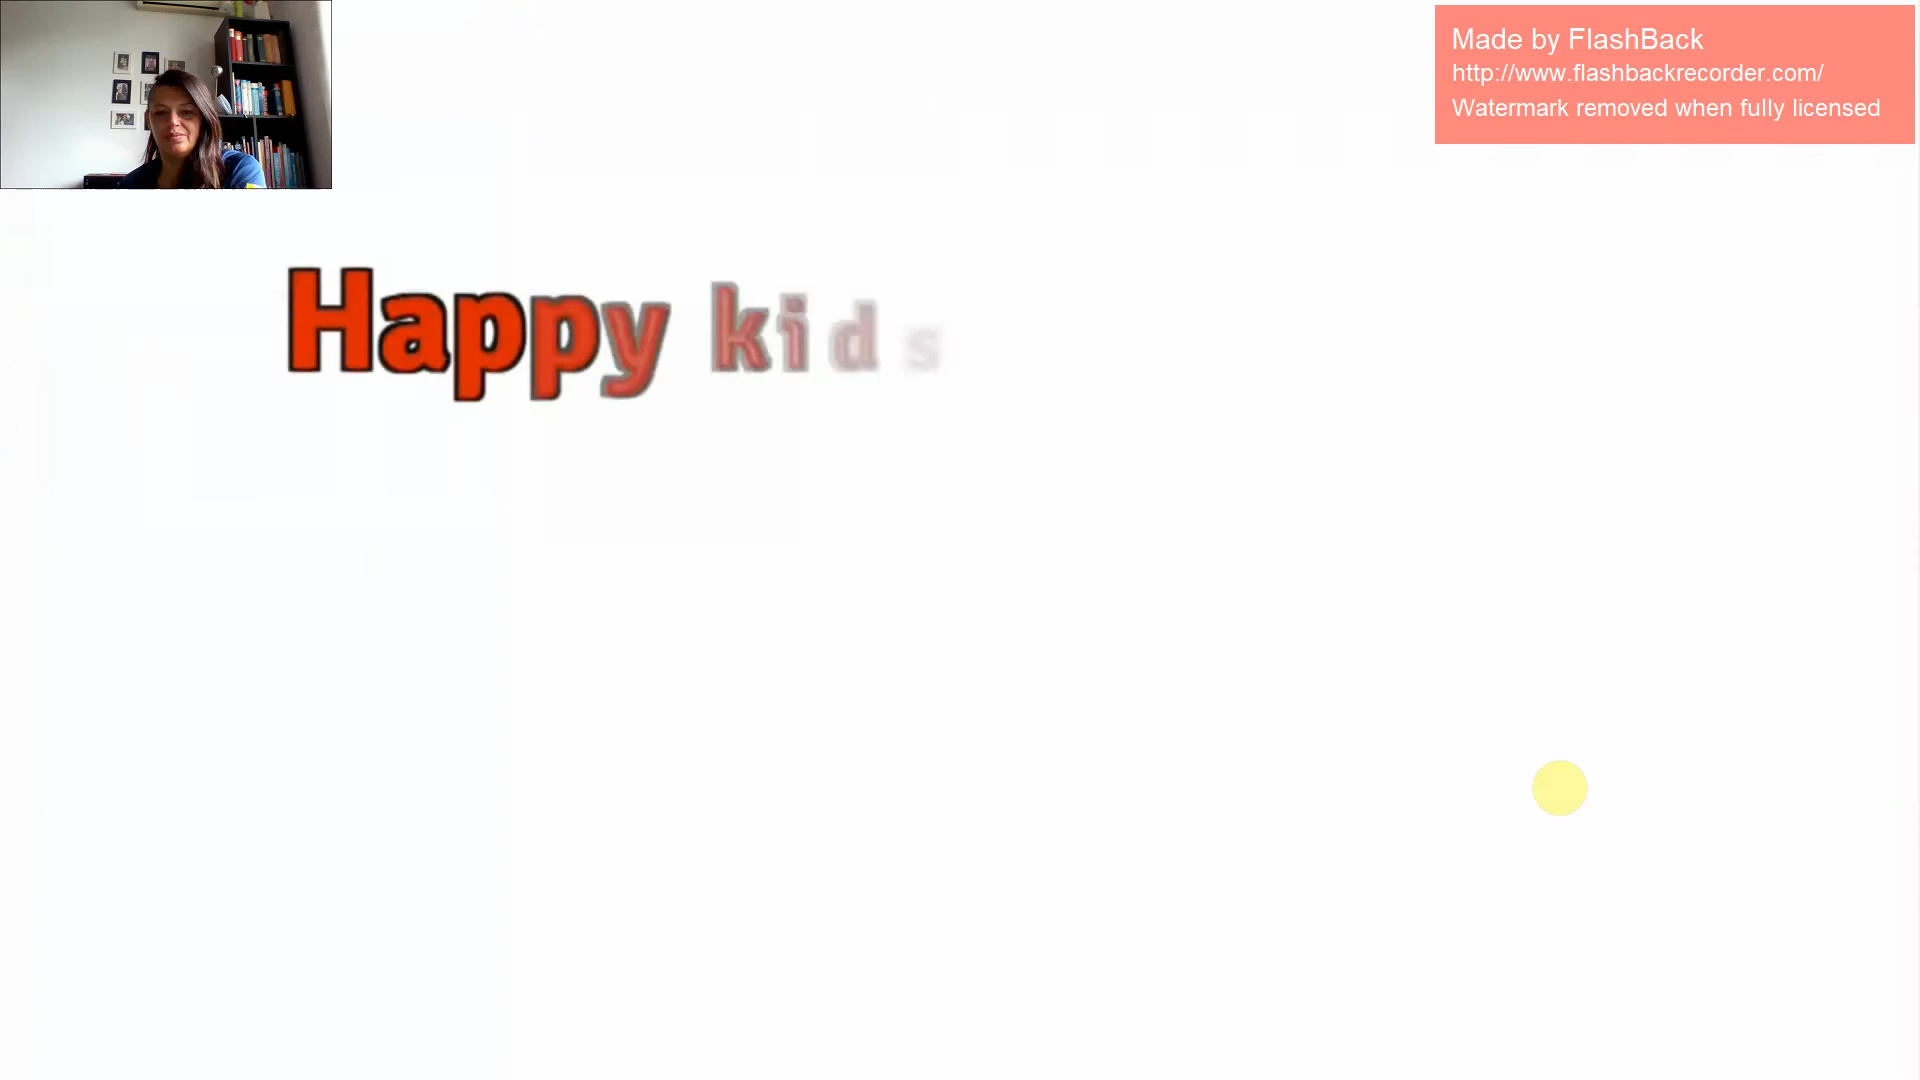 Made by FlashBack
http://www.flashbackrecorder.com/
Watermark removed when fully licensed
Happy kids